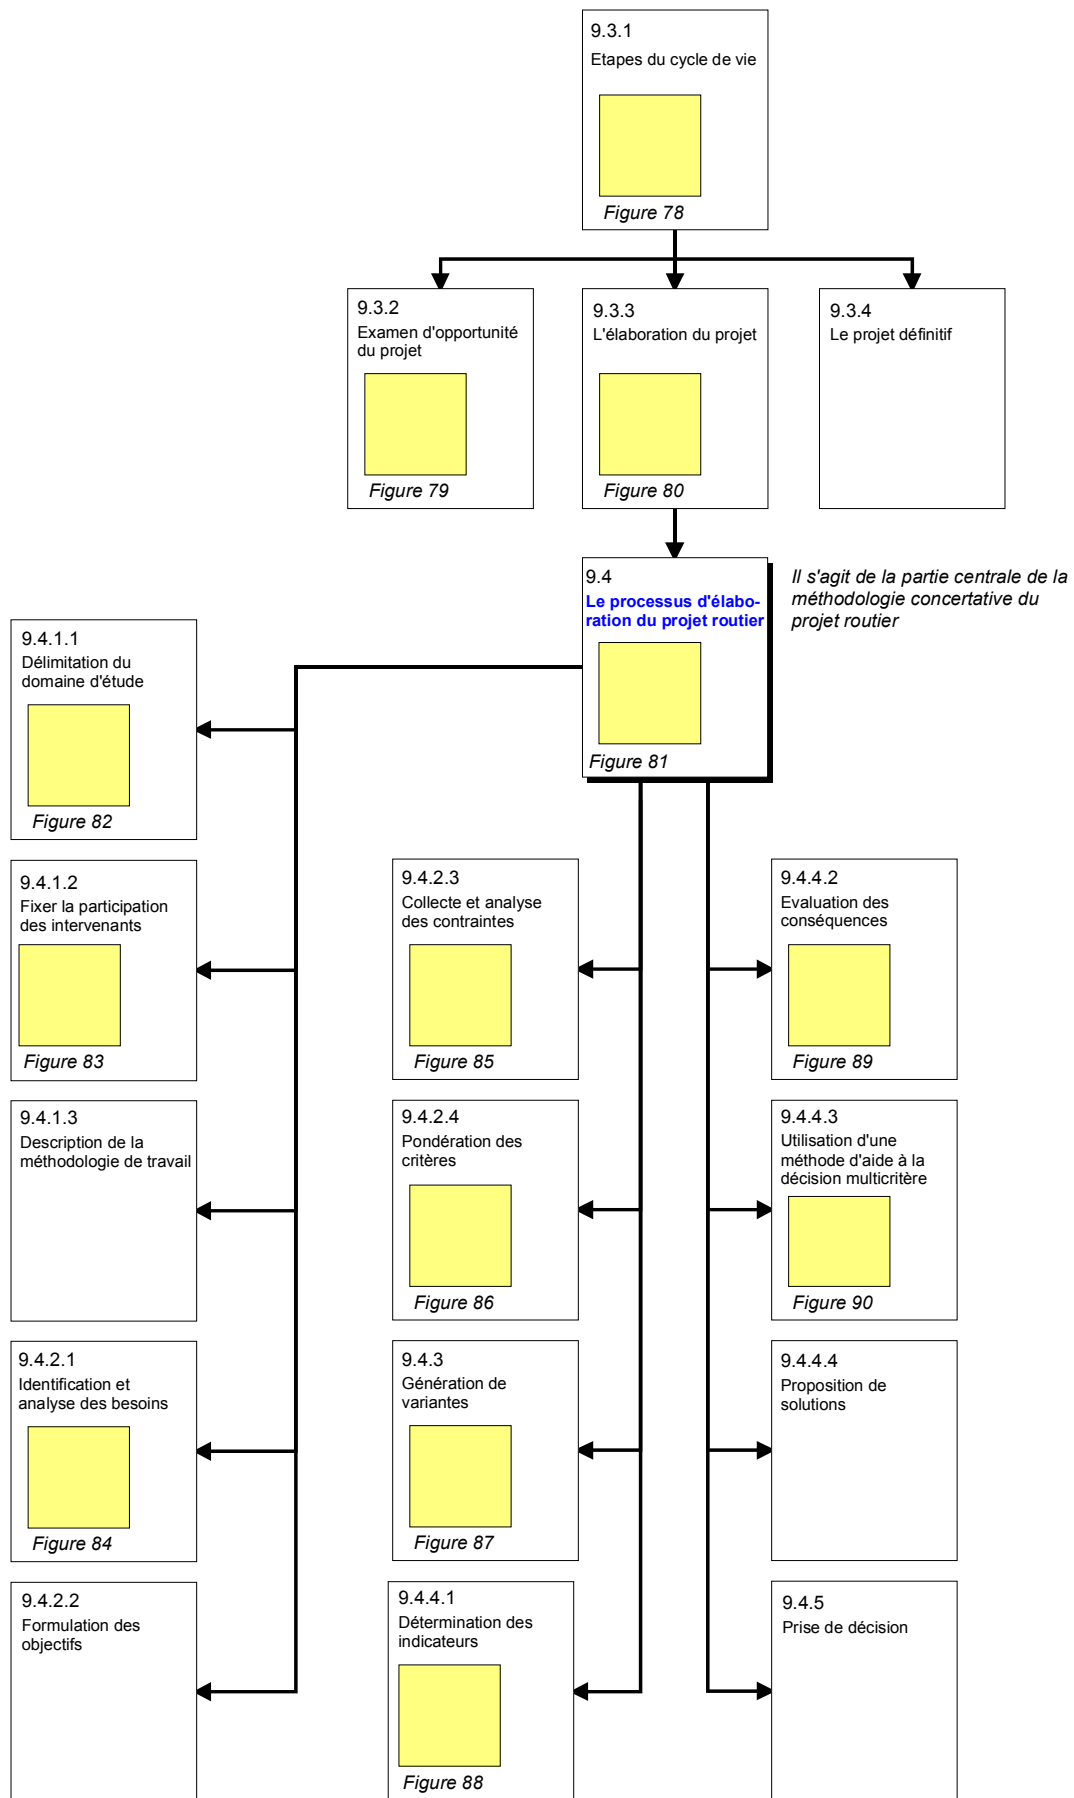 9.3.1
Etapes du cycle de vie
Figure 78
9.3.2
Examen d'opportunité
du projet
Figure 79
9.3.3
L'élaboration du projet
Figure 80
9.3.4
Le projet définitif
9.4
Le processus d'élabo-
ration du projet routier
Figure 81
Il s'agit de la partie centrale de la
méthodologie concertative du
projet routier
9.4.1.1
Délimitation du
domaine d'étude
Figure 82
9.4.1.2
Fixer la participation
des intervenants
Figure 83
9.4.1.3
Description de la
méthodologie de travail
9.4.2.1
Identification et
analyse des besoins
Figure 84
9.4.2.2
Formulation des
objectifs
9.4.2.3
Collecte et analyse
des contraintes
Figure 85
9.4.2.4
Pondération des
critères
Figure 86
9.4.3
Génération de
variantes
Figure 87
9.4.4.1
Détermination des
indicateurs
Figure 88
9.4.4.2
Evaluation des
conséquences
Figure 89
9.4.4.3
Utilisation d'une
méthode d'aide à la
décision multicritère
Figure 90
9.4.4.4
Proposition de
solutions
9.4.5
Prise de décision